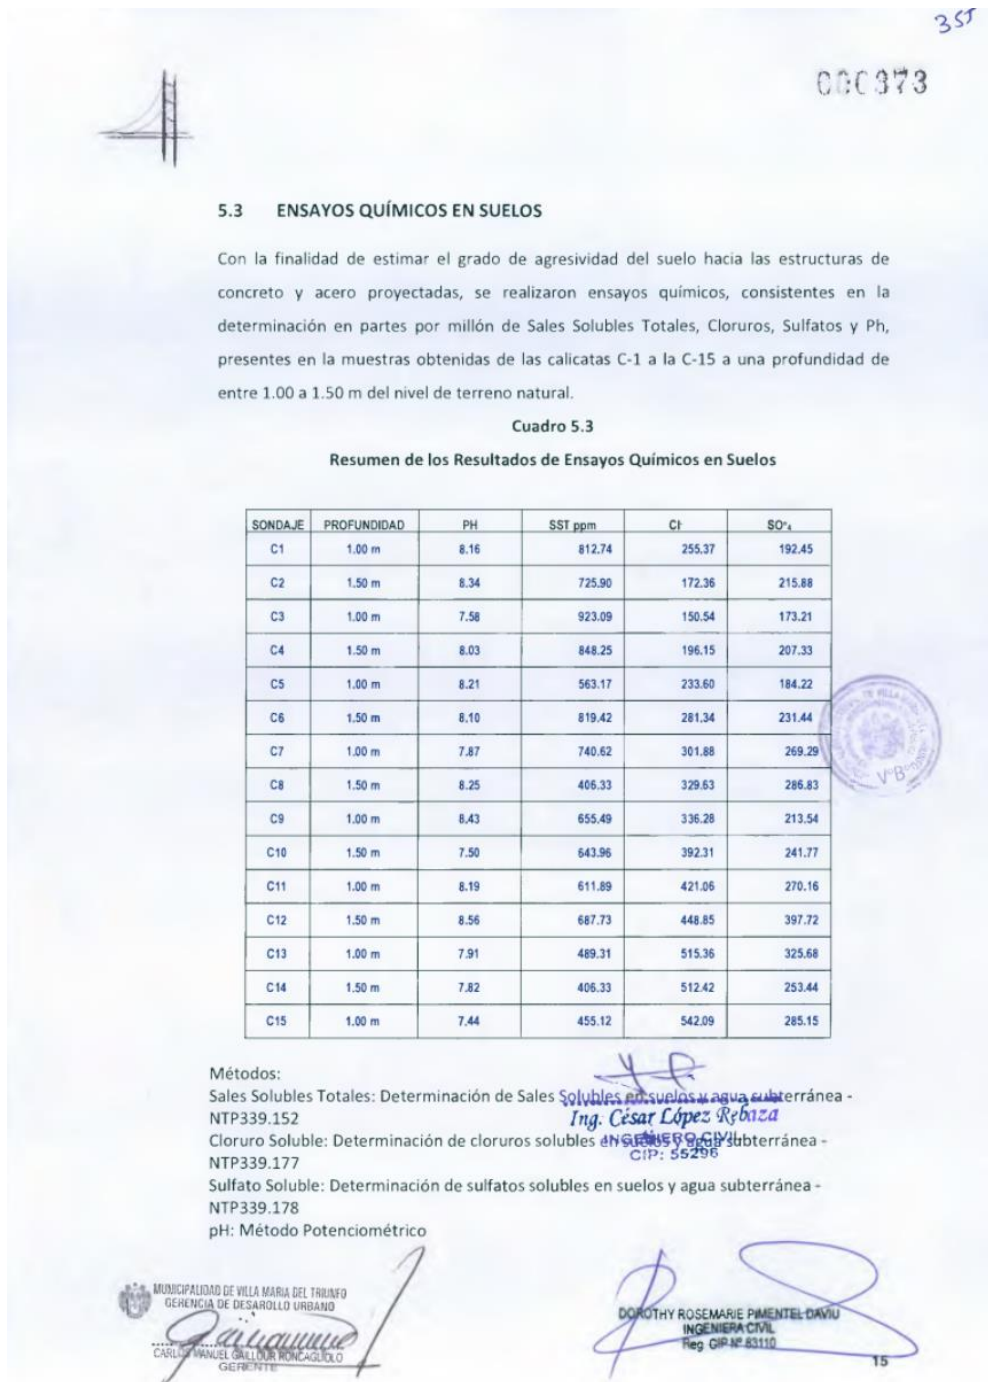 355
000373
5.3 ENSAYOS QUÍMICOS EN SUELOS
Con la finalidad de estimar el grado de agresividad del suelo hacia las estructuras de
concreto y acero proyectadas, se realizaron ensayos químicos, consistentes en la
determinación en partes por millón de Sales Solubles Totales, Cloruros, Sulfatos y Ph,
presentes en la muestras obtenidas de las calicatas C-1 a la C-15 a una profundidad de
entre 1.00 a 1.50 m del nivel de terreno natural.
Cuadro 5.3
Resumen de los Resultados de Ensayos Químicos en Suelos
SONDAJE PROFUNDIDAD PH SST ppm Cl- SO=4
C1 1.00 m 8.16 812.74 255.37 192.45
C2 1.50 m 8.34 725.90 172.36 215.88
C3 1.00 m 7.58 923.09 150.54 173.21
C4 1.50 m 8.03 848.25 196.15 207.33
C5 1.00 m 8.21 563.17 233.60 184.22
C6 1.50 m 8.10 819.42 281.34 231.44
C7 1.00 m 7.87 740.62 301.88 269.29
C8 1.50 m 8.25 406.33 329.63 286.83
C9 1.00 m 8.43 655.49 336.28 213.54
C10 1.50 m 7.50 643.96 392.31 241.77
C11 1.00 m 8.19 611.89 421.06 270.16
C12 1.50 m 8.56 687.73 448.85 397.72
C13 1.00 m 7.91 489.31 515.36 325.68
C14 1.50 m 7.82 406.33 512.42 253.44
C15 1.00 m 7.44 455.12 542.09 285.15
V°B°
Métodos:
Sales Solubles Totales: Determinación de Sales Solubles en suelos y agua subterránea -
NTP339.152
Cloruro Soluble: Determinación de cloruros solubles en suelos y agua subterránea -
NTP339.177
Sulfato Soluble: Determinación de sulfatos solubles en suelos y agua subterránea -
NTP339.178
pH: Método Potenciométrico
Ing. César López Rebaza
INGENIERO CIVIL
CIP: 55296
MUNICIPALIDAD DE VILLA MARIA DEL TRIUNFO
GERENCIA DE DESAROLLO URBANO
CARLOS MANUEL GAILLOUR RONCAGLIOLO
GERENTE
DOROTHY ROSEMARIE PIMENTEL DAVIU
INGENIERA CIVIL
Reg CIP Nº 83110
15